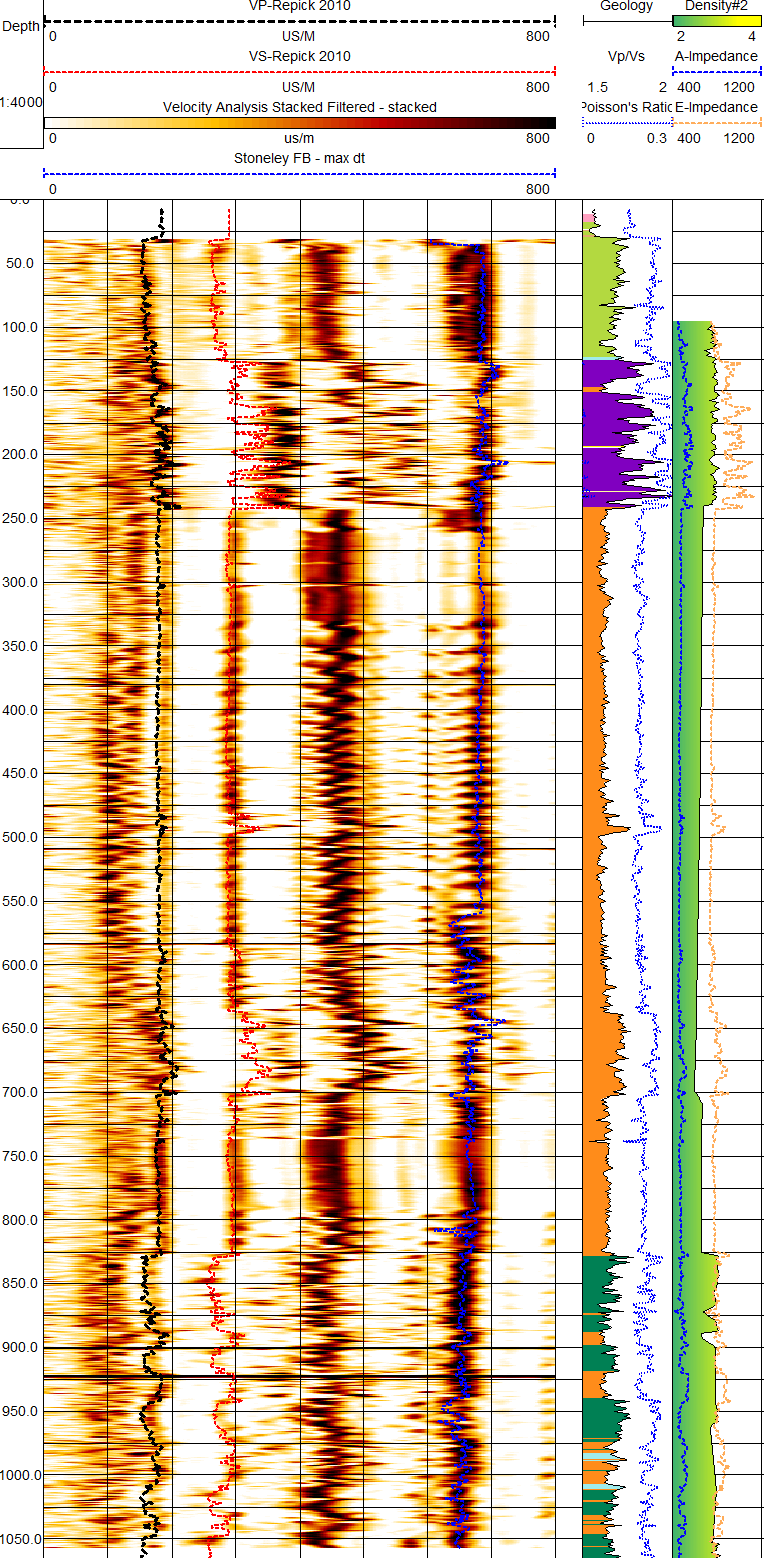 VP-Repick 2010
Geology Density#2
Depth
0 US/M 800
2 4
VS-Repick 2010
Vp/Vs A-Impedance
0 US/M 800
1.5 2 400 1200
1:4000
Velocity Analysis Stacked Filtered - stacked
Poisson's Ratio E-Impedance
0 us/m 800
0 0.3 400 1200
Stoneley FB - max dt
0 800
0.0
50.0
100.0
150.0
200.0
250.0
300.0
350.0
400.0
450.0
500.0
550.0
600.0
650.0
700.0
750.0
800.0
850.0
900.0
950.0
1000.0
1050.0